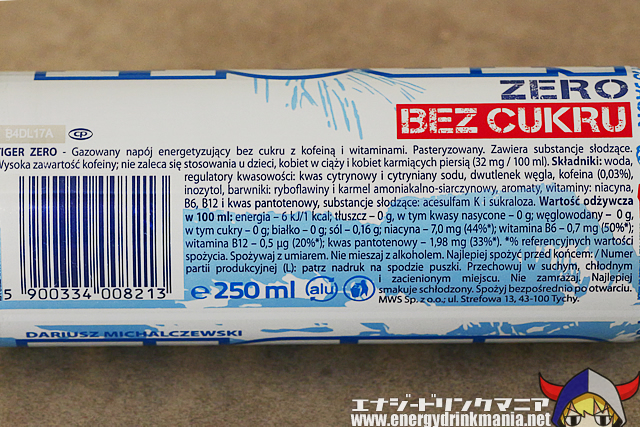 ZERO
BEZ CUKRU
B4DL17A
TIGER ZERO - Gazowany napój energetyzujący bez cukru z kofeiną i witaminami. Pasteryzowany. Zawiera substancje słodzące.
Wysoka zawartość kofeiny; nie zaleca się stosowania u dzieci, kobiet w ciąży i kobiet karmiących piersią (32 mg / 100 ml). Składniki: woda,
regulatory kwasowości: kwas cytrynowy i cytryniany sodu, dwutlenek węgla, kofeina (0,03%),
inozytol, barwniki: ryboflawiny i karmel amoniakalno-siarczynowy, aromaty, witaminy: niacyna,
B6, B12 i kwas pantotenowy, substancje słodzące: acesulfam K i sukraloza. Wartość odżywcza
w 100 ml: energia – 6 kJ/1 kcal; tłuszcz – 0 g, w tym kwasy nasycone – 0 g; węglowodany – 0 g,
w tym cukry – 0 g; białko – 0 g; sól – 0,16 g; niacyna – 7,0 mg (44%*); witamina B6 – 0,7 mg (50%*);
witamina B12 – 0,5 µg (20%*); kwas pantotenowy – 1,98 mg (33%*). *% referencyjnych wartości
spożycia. Spożywaj z umiarem. Nie mieszaj z alkoholem. Najlepiej spożyć przed końcem: / Numer
partii produkcyjnej (L): patrz nadruk na spodzie puszki. Przechowuj w suchym, chłodnym
i zacienionym miejscu. Nie zamrażaj. Najlepiej
smakuje schłodzony. Spożyj bezpośrednio po otwarciu.
MWS Sp. z o.o.; ul. Strefowa 13, 43-100 Tychy.
5 900334 008213
e 250 ml alu
DARIUSZ MICHALCZEWSKI
エナジードリンクマニア
www.energydrinkmania.net